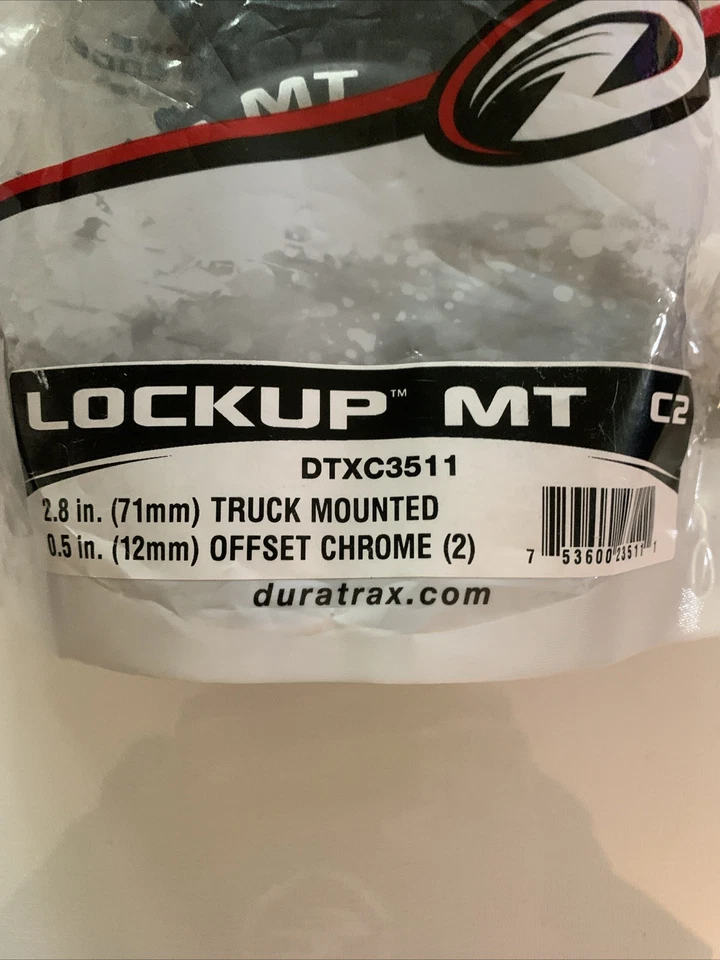 MT
LOCKUP™ MT C2
DTXC3511
2.8 in. (71mm) TRUCK MOUNTED
0.5 in. (12mm) OFFSET CHROME (2)
7 53600 23511 1
duratrax.com